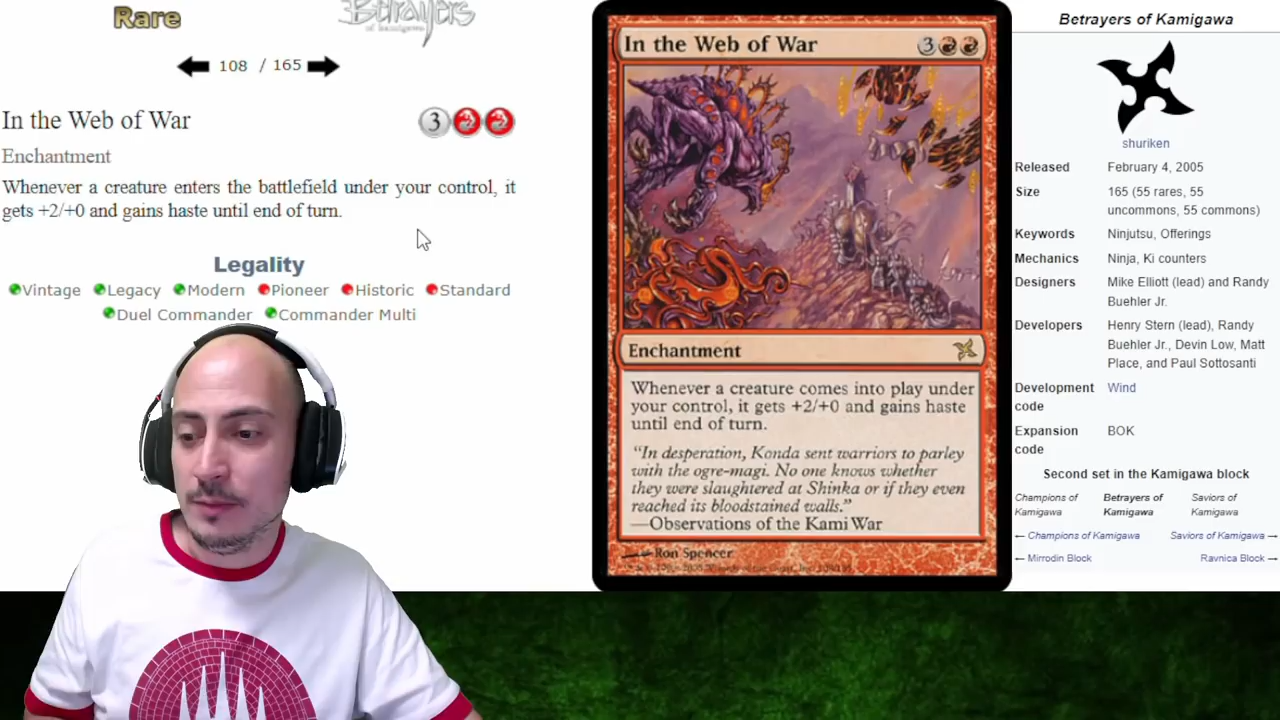 Rare
Betrayers
of kamigawa
108 / 165
In the Web of War
3
Enchantment
Whenever a creature enters the battlefield under your control, it
gets +2/+0 and gains haste until end of turn.
Legality
Vintage Legacy Modern Pioneer Historic Standard
Duel Commander Commander Multi
In the Web of War 3
Enchantment
Whenever a creature comes into play under
your control, it gets +2/+0 and gains haste
until end of turn.
"In desperation, Konda sent warriors to parley
with the ogre-magi. No one knows whether
they were slaughtered at Shinka or if they even
reached its bloodstained walls."
—Observations of the Kami War
Ron Spencer
Betrayers of Kamigawa
shuriken
Released February 4, 2005
Size 165 (55 rares, 55
uncommons, 55 commons)
Keywords Ninjutsu, Offerings
Mechanics Ninja, Ki counters
Designers Mike Elliott (lead) and Randy
Buehler Jr.
Developers Henry Stern (lead), Randy
Buehler Jr., Devin Low, Matt
Place, and Paul Sottosanti
Development Wind
code
Expansion BOK
code
Second set in the Kamigawa block
Champions of Betrayers of Saviors of
Kamigawa Kamigawa Kamigawa
← Champions of Kamigawa Saviors of Kamigawa →
← Mirrodin Block Ravnica Block →